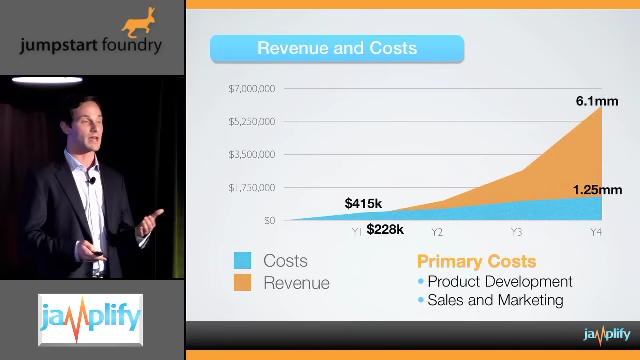 jumpstart foundry
Revenue and Costs
$7,000,000
6.1mm
$5,250,000
$3,500,000
$1,750,000
1.25mm
$415k
$0
Y1
Y2
Y3
Y4
$228k
Costs
Revenue
Primary Costs
Product Development
Sales and Marketing
jamplify
jamplify